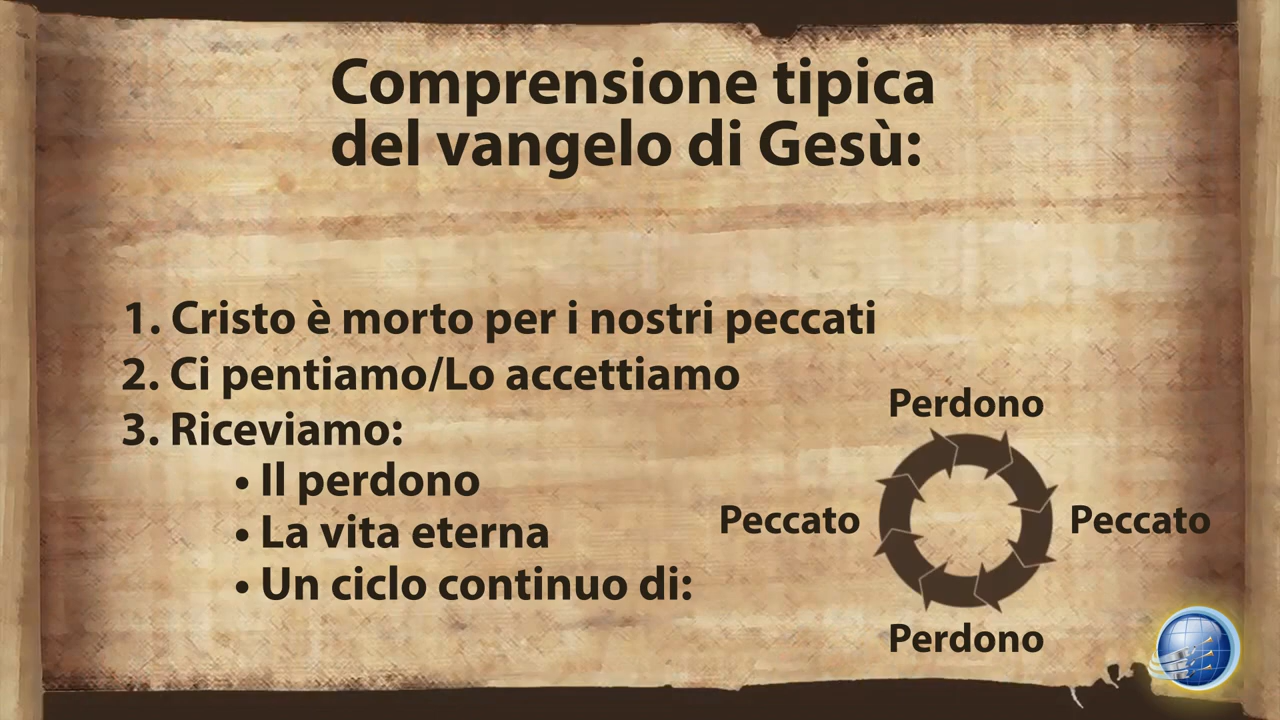 Comprensione tipica
del vangelo di Gesù:
1. Cristo è morto per i nostri peccati
2. Ci pentiamo/Lo accettiamo
3. Riceviamo:
• Il perdono
• La vita eterna
• Un ciclo continuo di:
Perdono
Peccato
Peccato
Perdono